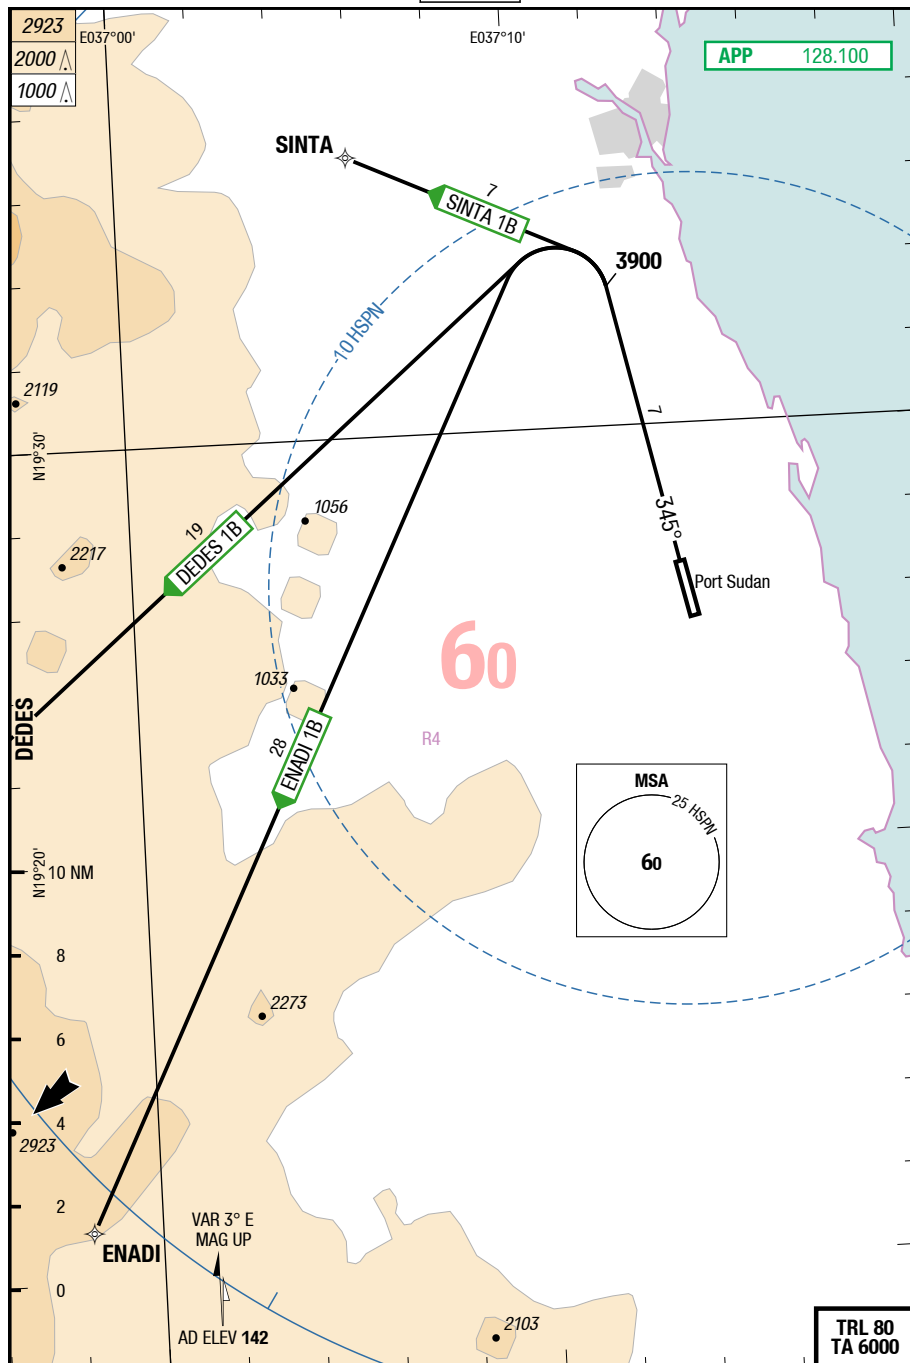 2923
2000
1000
E037°00'
E037°10'
APP 128.100
SINTA
7
SINTA 1B
3900
10 HSPN
2119
7
N19°30'
345°
1056
19
DEDES 1B
2217
Port Sudan
60
1033
DEDES
28
ENADI 1B
R4
MSA
25 HSPN
60
N19°20'
10 NM
8
2273
6
4
2923
2
VAR 3° E
MAG UP
ENADI
0
2103
AD ELEV 142
TRL 80
TA 6000